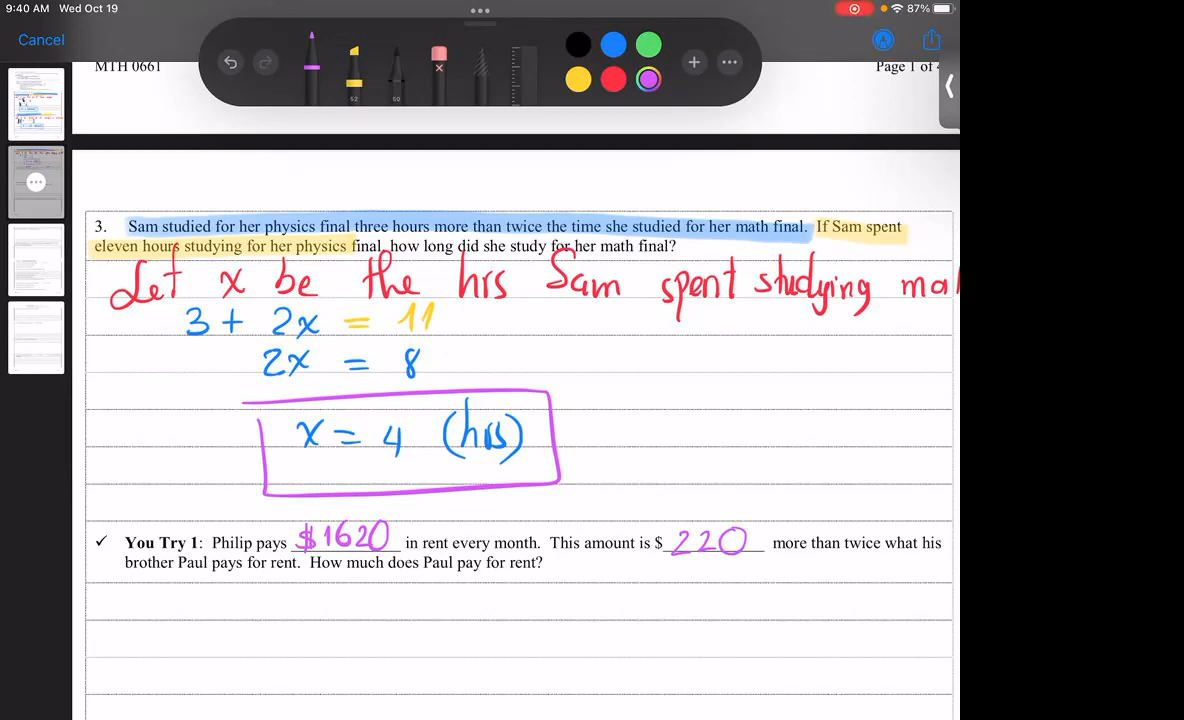 9:40 AM Wed Oct 19
87%
Cancel
52
80
MTH 0661
Page 1 of
3. Sam studied for her physics final three hours more than twice the time she studied for her math final. If Sam spent
eleven hours studying for her physics final, how long did she study for her math final?
Let x be the hrs Sam spent studying
3 + 2x = 11
2x = 8
x = 4 (hrs)
✓ You Try 1: Philip pays $1620 in rent every month. This amount is $220 more than twice what his
brother Paul pays for rent. How much does Paul pay for rent?